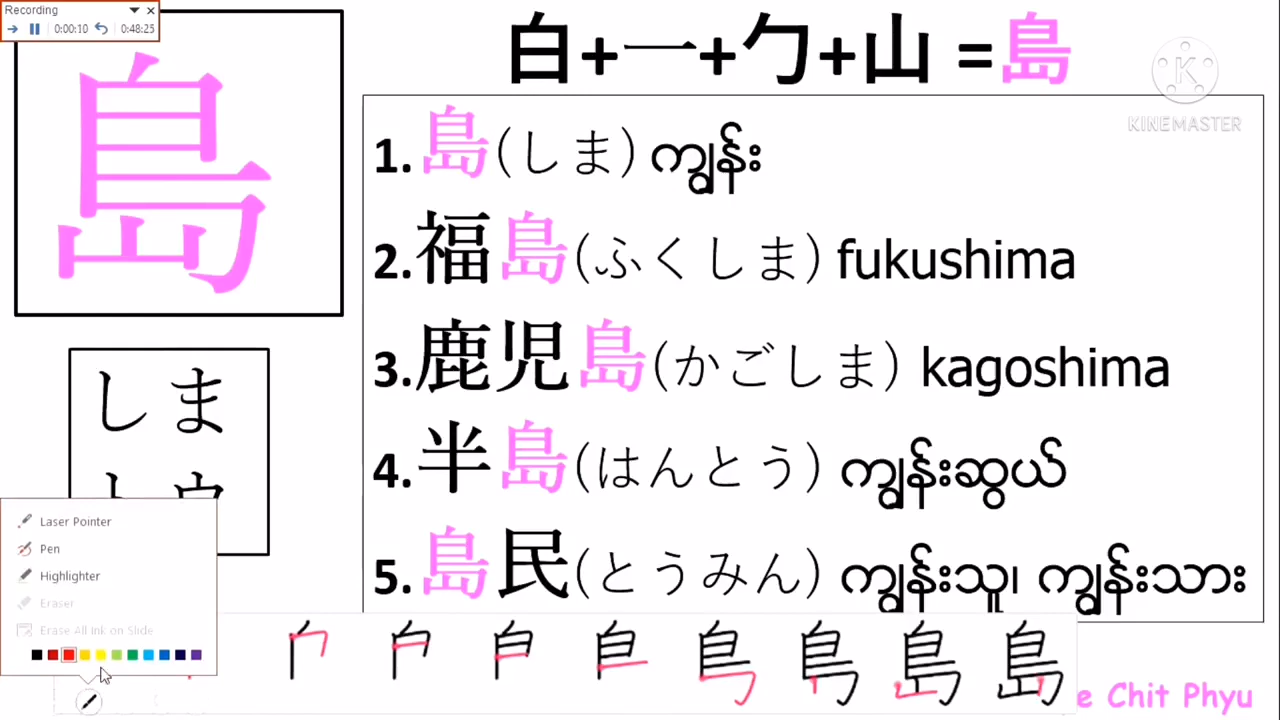 Recording
0:00:10 0:48:25
島
白+一+勹+山 =島
KINEMASTER
1.島(しま) ကျွန်း
2.福島(ふくしま) fukushima
3.鹿児島(かごしま) kagoshima
4.半島(はんとう) ကျွန်းဆွယ်
5.島民(とうみん) ကျွန်းသူ၊ ကျွန်းသား
しま
Laser Pointer
Pen
Highlighter
Eraser
Erase All Ink on Slide
島
e Chit Phyu